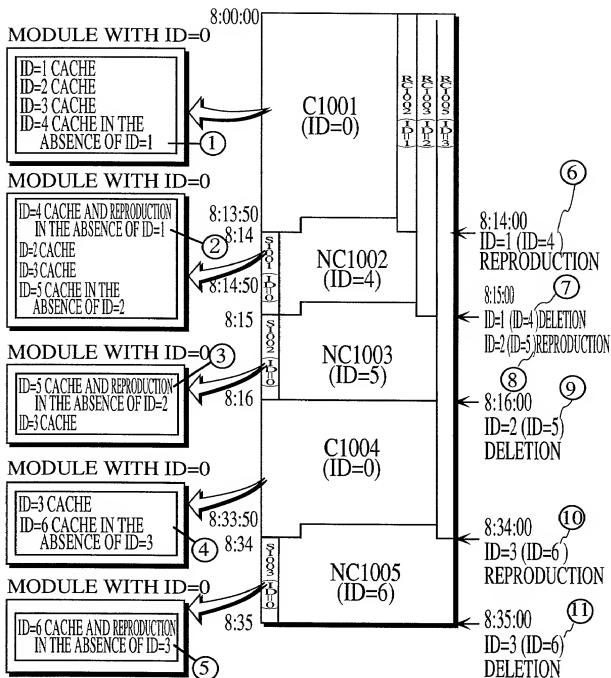 MODULE WITH ID=0
ID=1 CACHE
ID=2 CACHE
ID=3 CACHE
ID=4 CACHE IN THE
ABSENCE OF ID=1
①
MODULE WITH ID=0
ID=4 CACHE AND REPRODUCTION
IN THE ABSENCE OF ID=1
②
ID=2 CACHE
ID=3 CACHE
ID=5 CACHE IN THE
ABSENCE OF ID=2
MODULE WITH ID=0
③
ID=5 CACHE AND REPRODUCTION
IN THE ABSENCE OF ID=2
ID=3 CACHE
MODULE WITH ID=0
ID=3 CACHE
ID=6 CACHE IN THE
ABSENCE OF ID=3
④
MODULE WITH ID=0
ID=6 CACHE AND REPRODUCTION
IN THE ABSENCE OF ID=3
⑤
8:00:00
8:13:50
8:14
8:14:50
8:15
8:16
8:33:50
8:34
8:35
C1001
(ID=0)
RC1002 (ID=1)
RC1003 (ID=2)
RC1005 (ID=3)
S1001 (ID=0)
NC1002
(ID=4)
S1002 (ID=0)
NC1003
(ID=5)
C1004
(ID=0)
S1003 (ID=0)
NC1005
(ID=6)
⑥
8:14:00
ID=1 (ID=4)
REPRODUCTION
8:15:00
⑦
ID=1 (ID=4)DELETION
ID=2 (ID=5)REPRODUCTION
⑧
⑨
8:16:00
ID=2 (ID=5)
DELETION
⑩
8:34:00
ID=3 (ID=6)
REPRODUCTION
⑪
8:35:00
ID=3 (ID=6)
DELETION